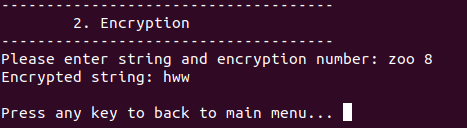 ------------------------------------
2. Encryption
------------------------------------
Please enter string and encryption number: zoo 8
Encrypted string: hww
Press any key to back to main menu...